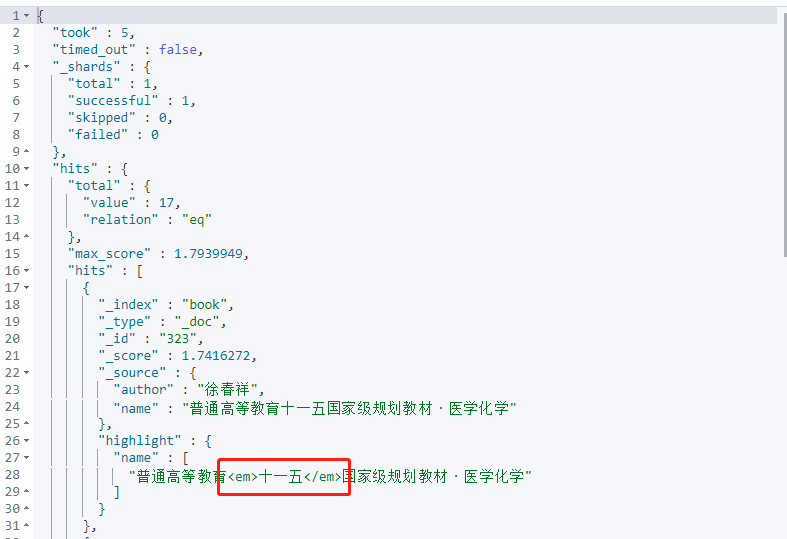 1 {
2 "took" : 5,
3 "timed_out" : false,
4 "_shards" : {
5 "total" : 1,
6 "successful" : 1,
7 "skipped" : 0,
8 "failed" : 0
9 },
10 "hits" : {
11 "total" : {
12 "value" : 17,
13 "relation" : "eq"
14 },
15 "max_score" : 1.7939949,
16 "hits" : [
17 {
18 "_index" : "book",
19 "_type" : "_doc",
20 "_id" : "323",
21 "_score" : 1.7416272,
22 "_source" : {
23 "author" : "徐春祥",
24 "name" : "普通高等教育十一五国家级规划教材·医学化学"
25 },
26 "highlight" : {
27 "name" : [
28 "普通高等教育<em>十一五</em>国家级规划教材·医学化学"
29 ]
30 }
31 },